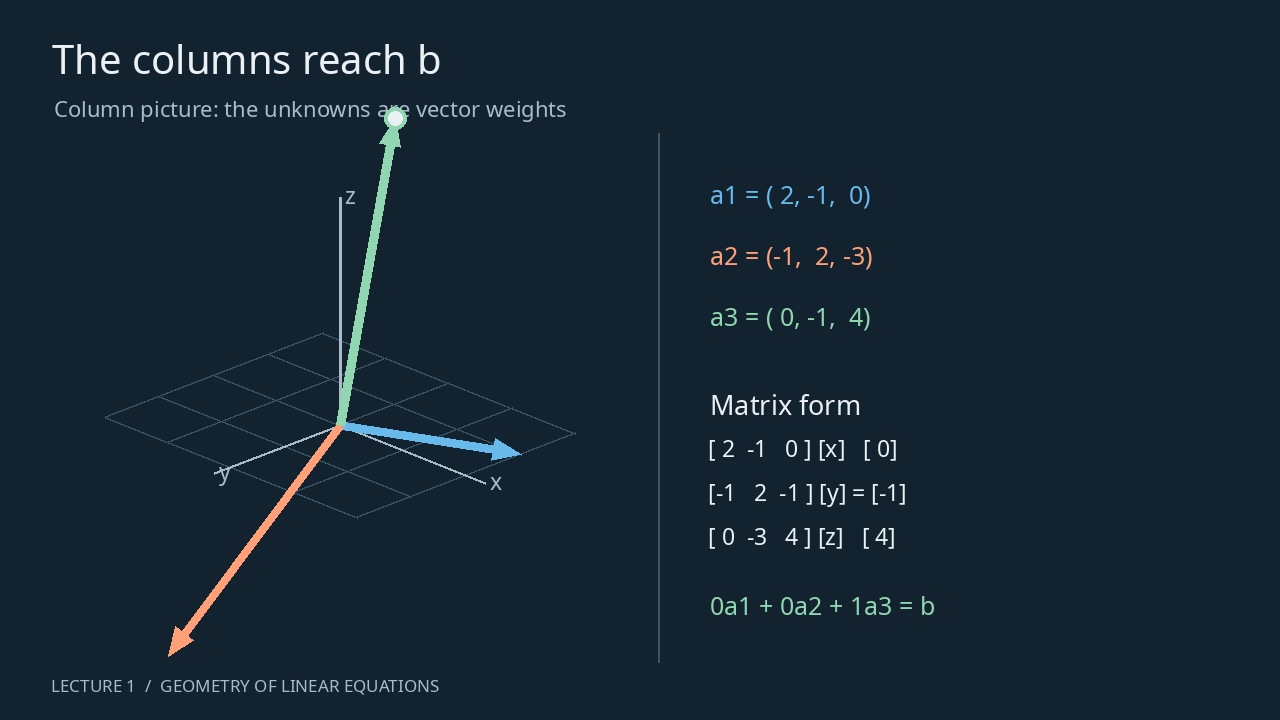 The columns reach b
Column picture: the unknowns are vector weights
z
y
x
a1 = ( 2, -1,  0)
a2 = (-1,  2, -3)
a3 = ( 0, -1,  4)
Matrix form
[ 2  -1   0 ] [x]   [ 0]
[-1   2  -1 ] [y] = [-1]
[ 0  -3   4 ] [z]   [ 4]
0a1 + 0a2 + 1a3 = b
LECTURE 1  /  GEOMETRY OF LINEAR EQUATIONS